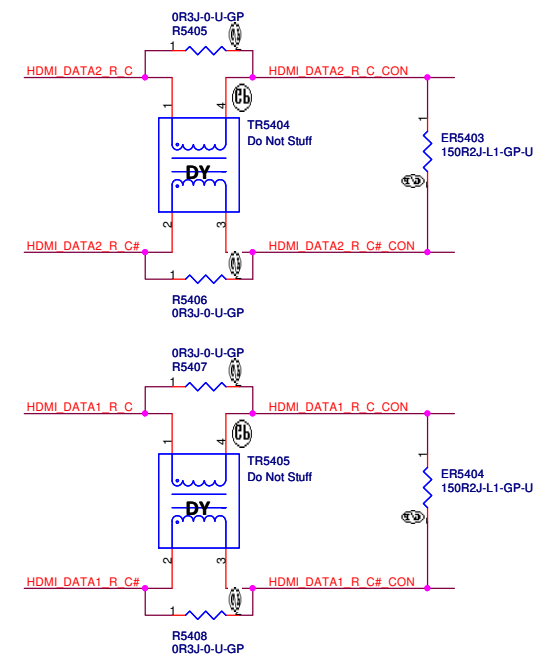 0R3J-0-U-GP
R5405
1
HDMI_DATA2_R_C
HDMI_DATA2_R_C_CON
1
4
TR5404
Do Not Stuff
DY
1
ER5403
150R2J-L1-GP-U
2
3
HDMI_DATA2_R_C#
HDMI_DATA2_R_C#_CON
1
R5406
0R3J-0-U-GP
0R3J-0-U-GP
R5407
1
HDMI_DATA1_R_C
HDMI_DATA1_R_C_CON
1
4
TR5405
Do Not Stuff
DY
1
ER5404
150R2J-L1-GP-U
2
3
HDMI_DATA1_R_C#
HDMI_DATA1_R_C#_CON
1
R5408
0R3J-0-U-GP